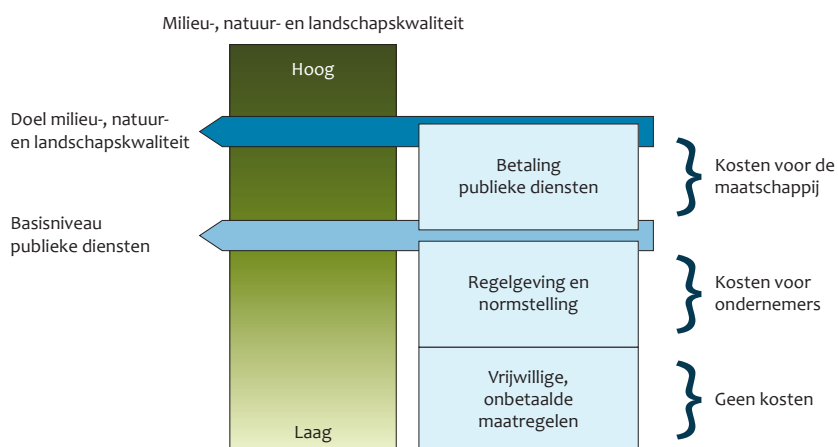 Milieu-, natuur- en landschapskwaliteit
Hoog
Doel milieu-, natuur-
en landschapskwaliteit
Betaling
publieke diensten
Kosten voor de
maatschappij
Basisniveau
publieke diensten
Regelgeving en
normstelling
Kosten voor
ondernemers
Vrijwillige,
onbetaalde
maatregelen
Geen kosten
Laag